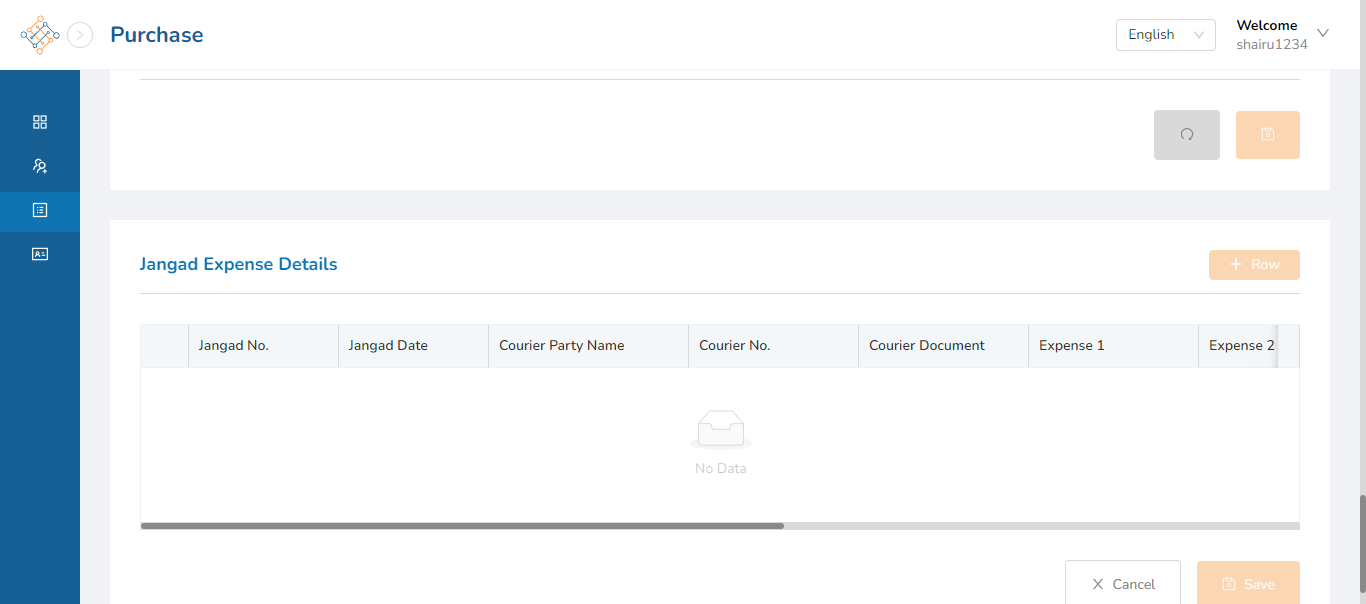 Purchase
English
Welcome
shairu1234
Jangad Expense Details
+ Row
Jangad No. Jangad Date Courier Party Name Courier No. Courier Document Expense 1 Expense 2
No Data
Cancel
Save